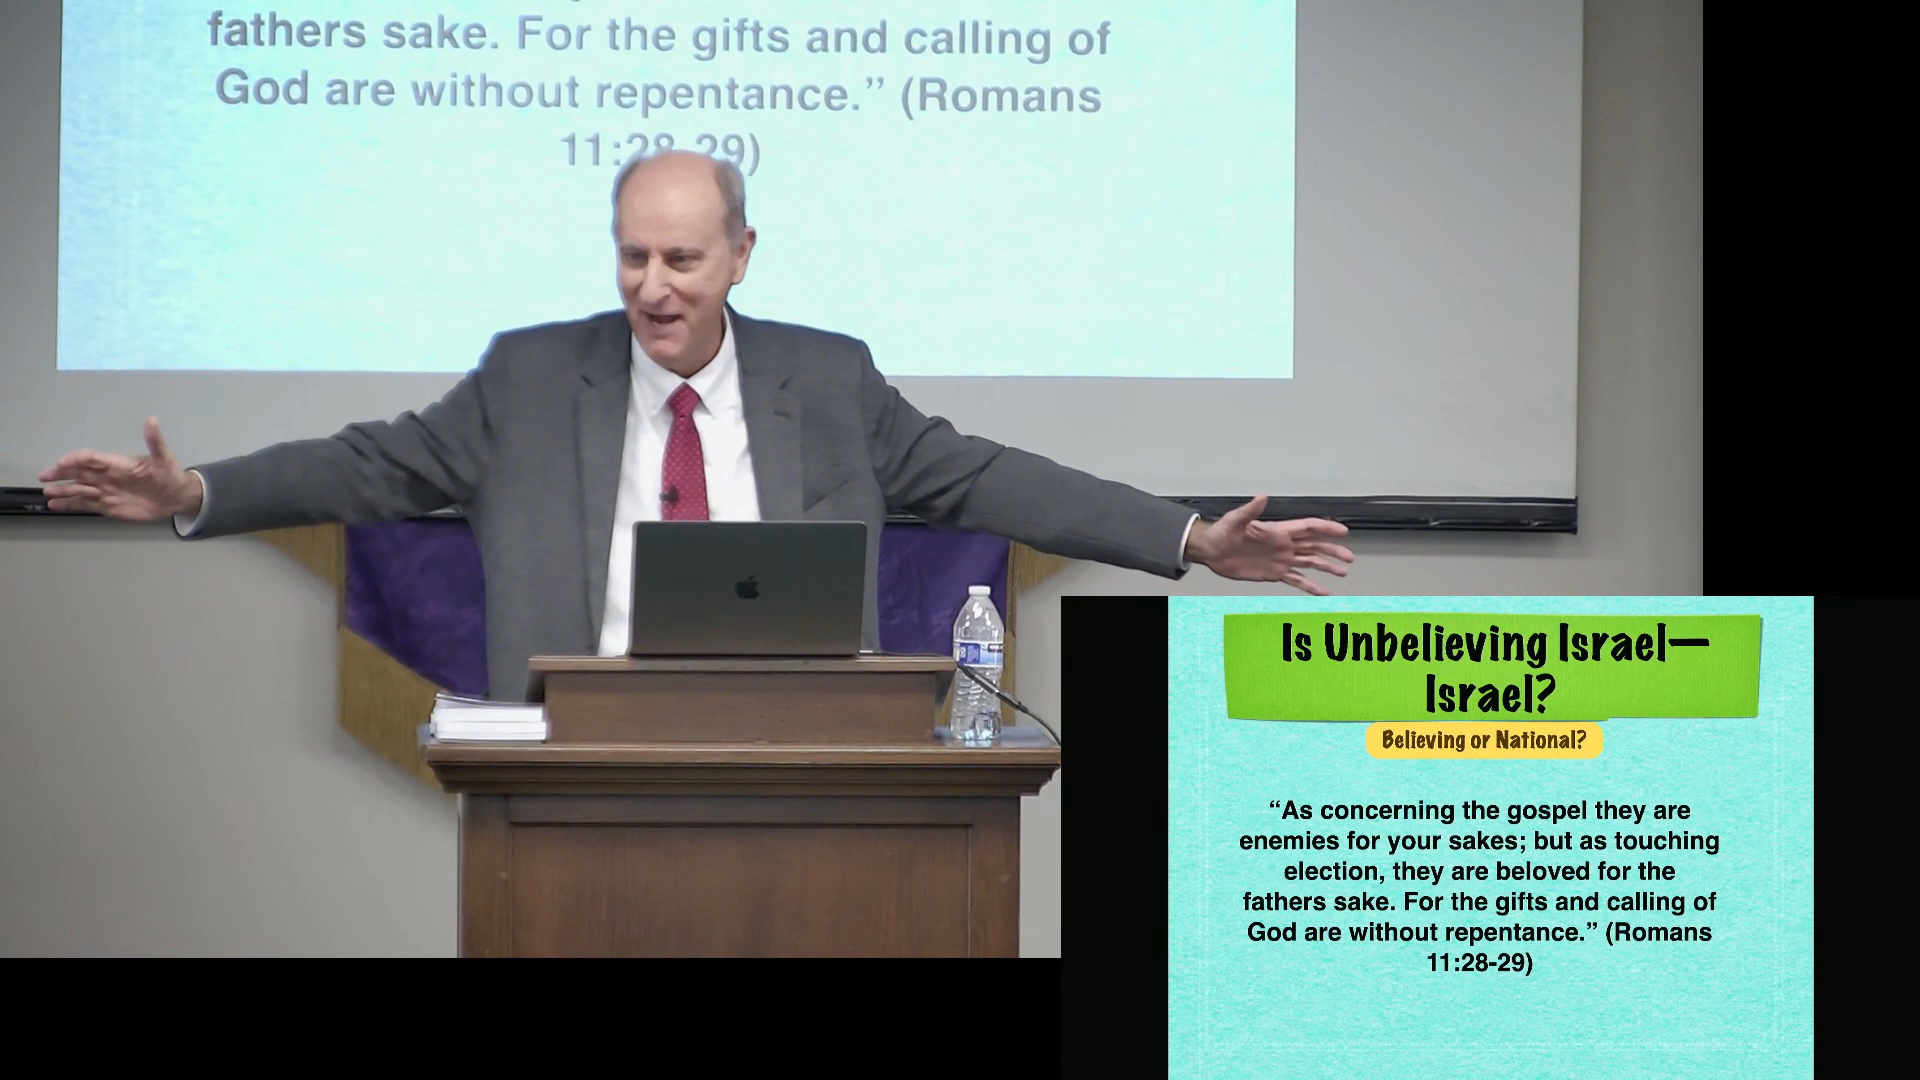 fathers sake. For the gifts and calling of
God are without repentance.” (Romans
11:28-29)
Is Unbelieving Israel—
Israel?
Believing or National?
“As concerning the gospel they are
enemies for your sakes; but as touching
election, they are beloved for the
fathers sake. For the gifts and calling of
God are without repentance.” (Romans
11:28-29)